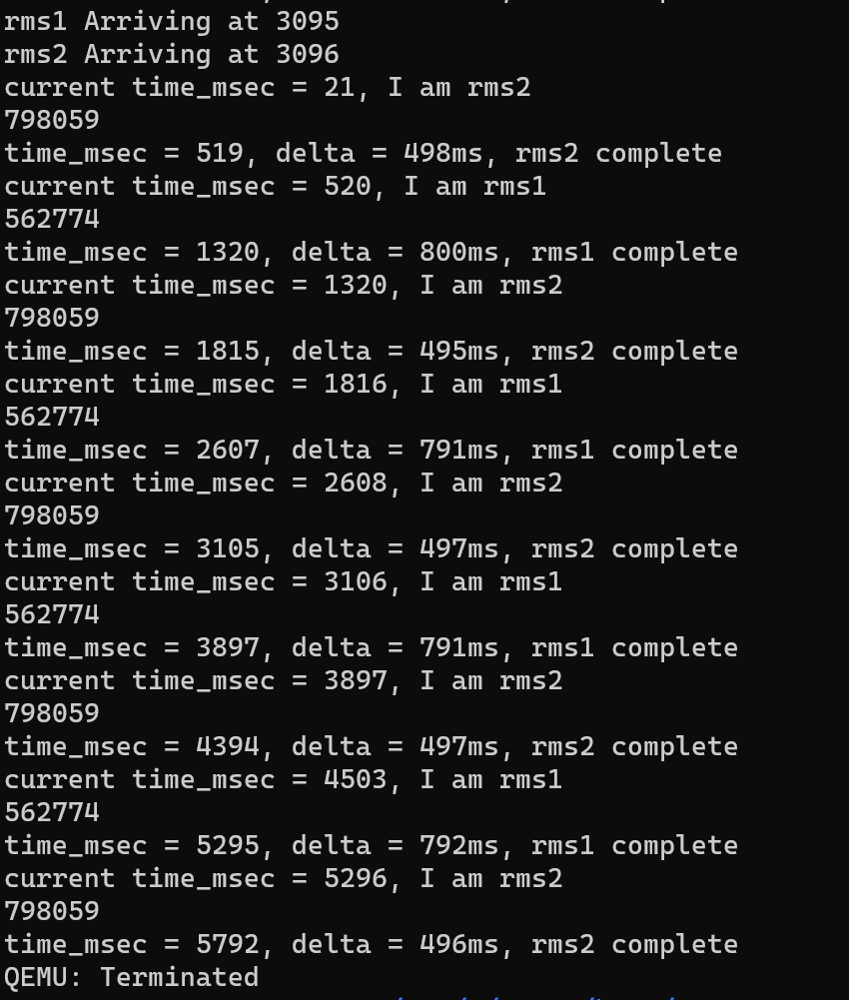 rms1 Arriving at 3095
rms2 Arriving at 3096
current time_msec = 21, I am rms2
798059
time_msec = 519, delta = 498ms, rms2 complete
current time_msec = 520, I am rms1
562774
time_msec = 1320, delta = 800ms, rms1 complete
current time_msec = 1320, I am rms2
798059
time_msec = 1815, delta = 495ms, rms2 complete
current time_msec = 1816, I am rms1
562774
time_msec = 2607, delta = 791ms, rms1 complete
current time_msec = 2608, I am rms2
798059
time_msec = 3105, delta = 497ms, rms2 complete
current time_msec = 3106, I am rms1
562774
time_msec = 3897, delta = 791ms, rms1 complete
current time_msec = 3897, I am rms2
798059
time_msec = 4394, delta = 497ms, rms2 complete
current time_msec = 4503, I am rms1
562774
time_msec = 5295, delta = 792ms, rms1 complete
current time_msec = 5296, I am rms2
798059
time_msec = 5792, delta = 496ms, rms2 complete
QEMU: Terminated